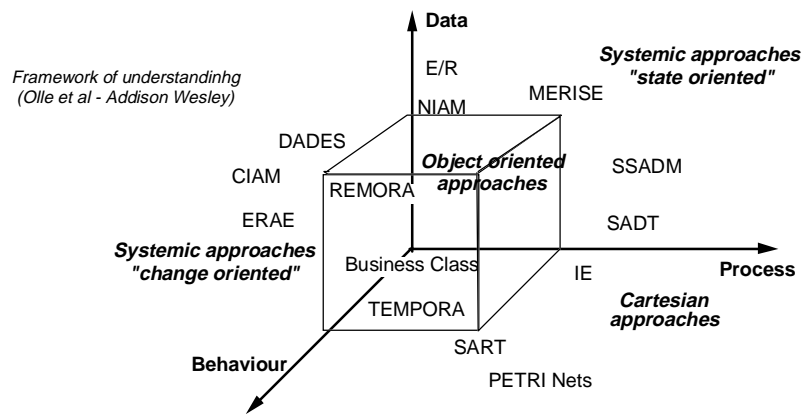 Data
Systemic approaches
"state oriented"
E/R
Framework of understandinhg
(Olle et al - Addison Wesley)
MERISE
NIAM
DADES
Object oriented
approaches
SSADM
CIAM
REMORA
ERAE
SADT
Systemic approaches
"change oriented"
Business Class
IE
Process
Cartesian
approaches
TEMPORA
SART
Behaviour
PETRI Nets